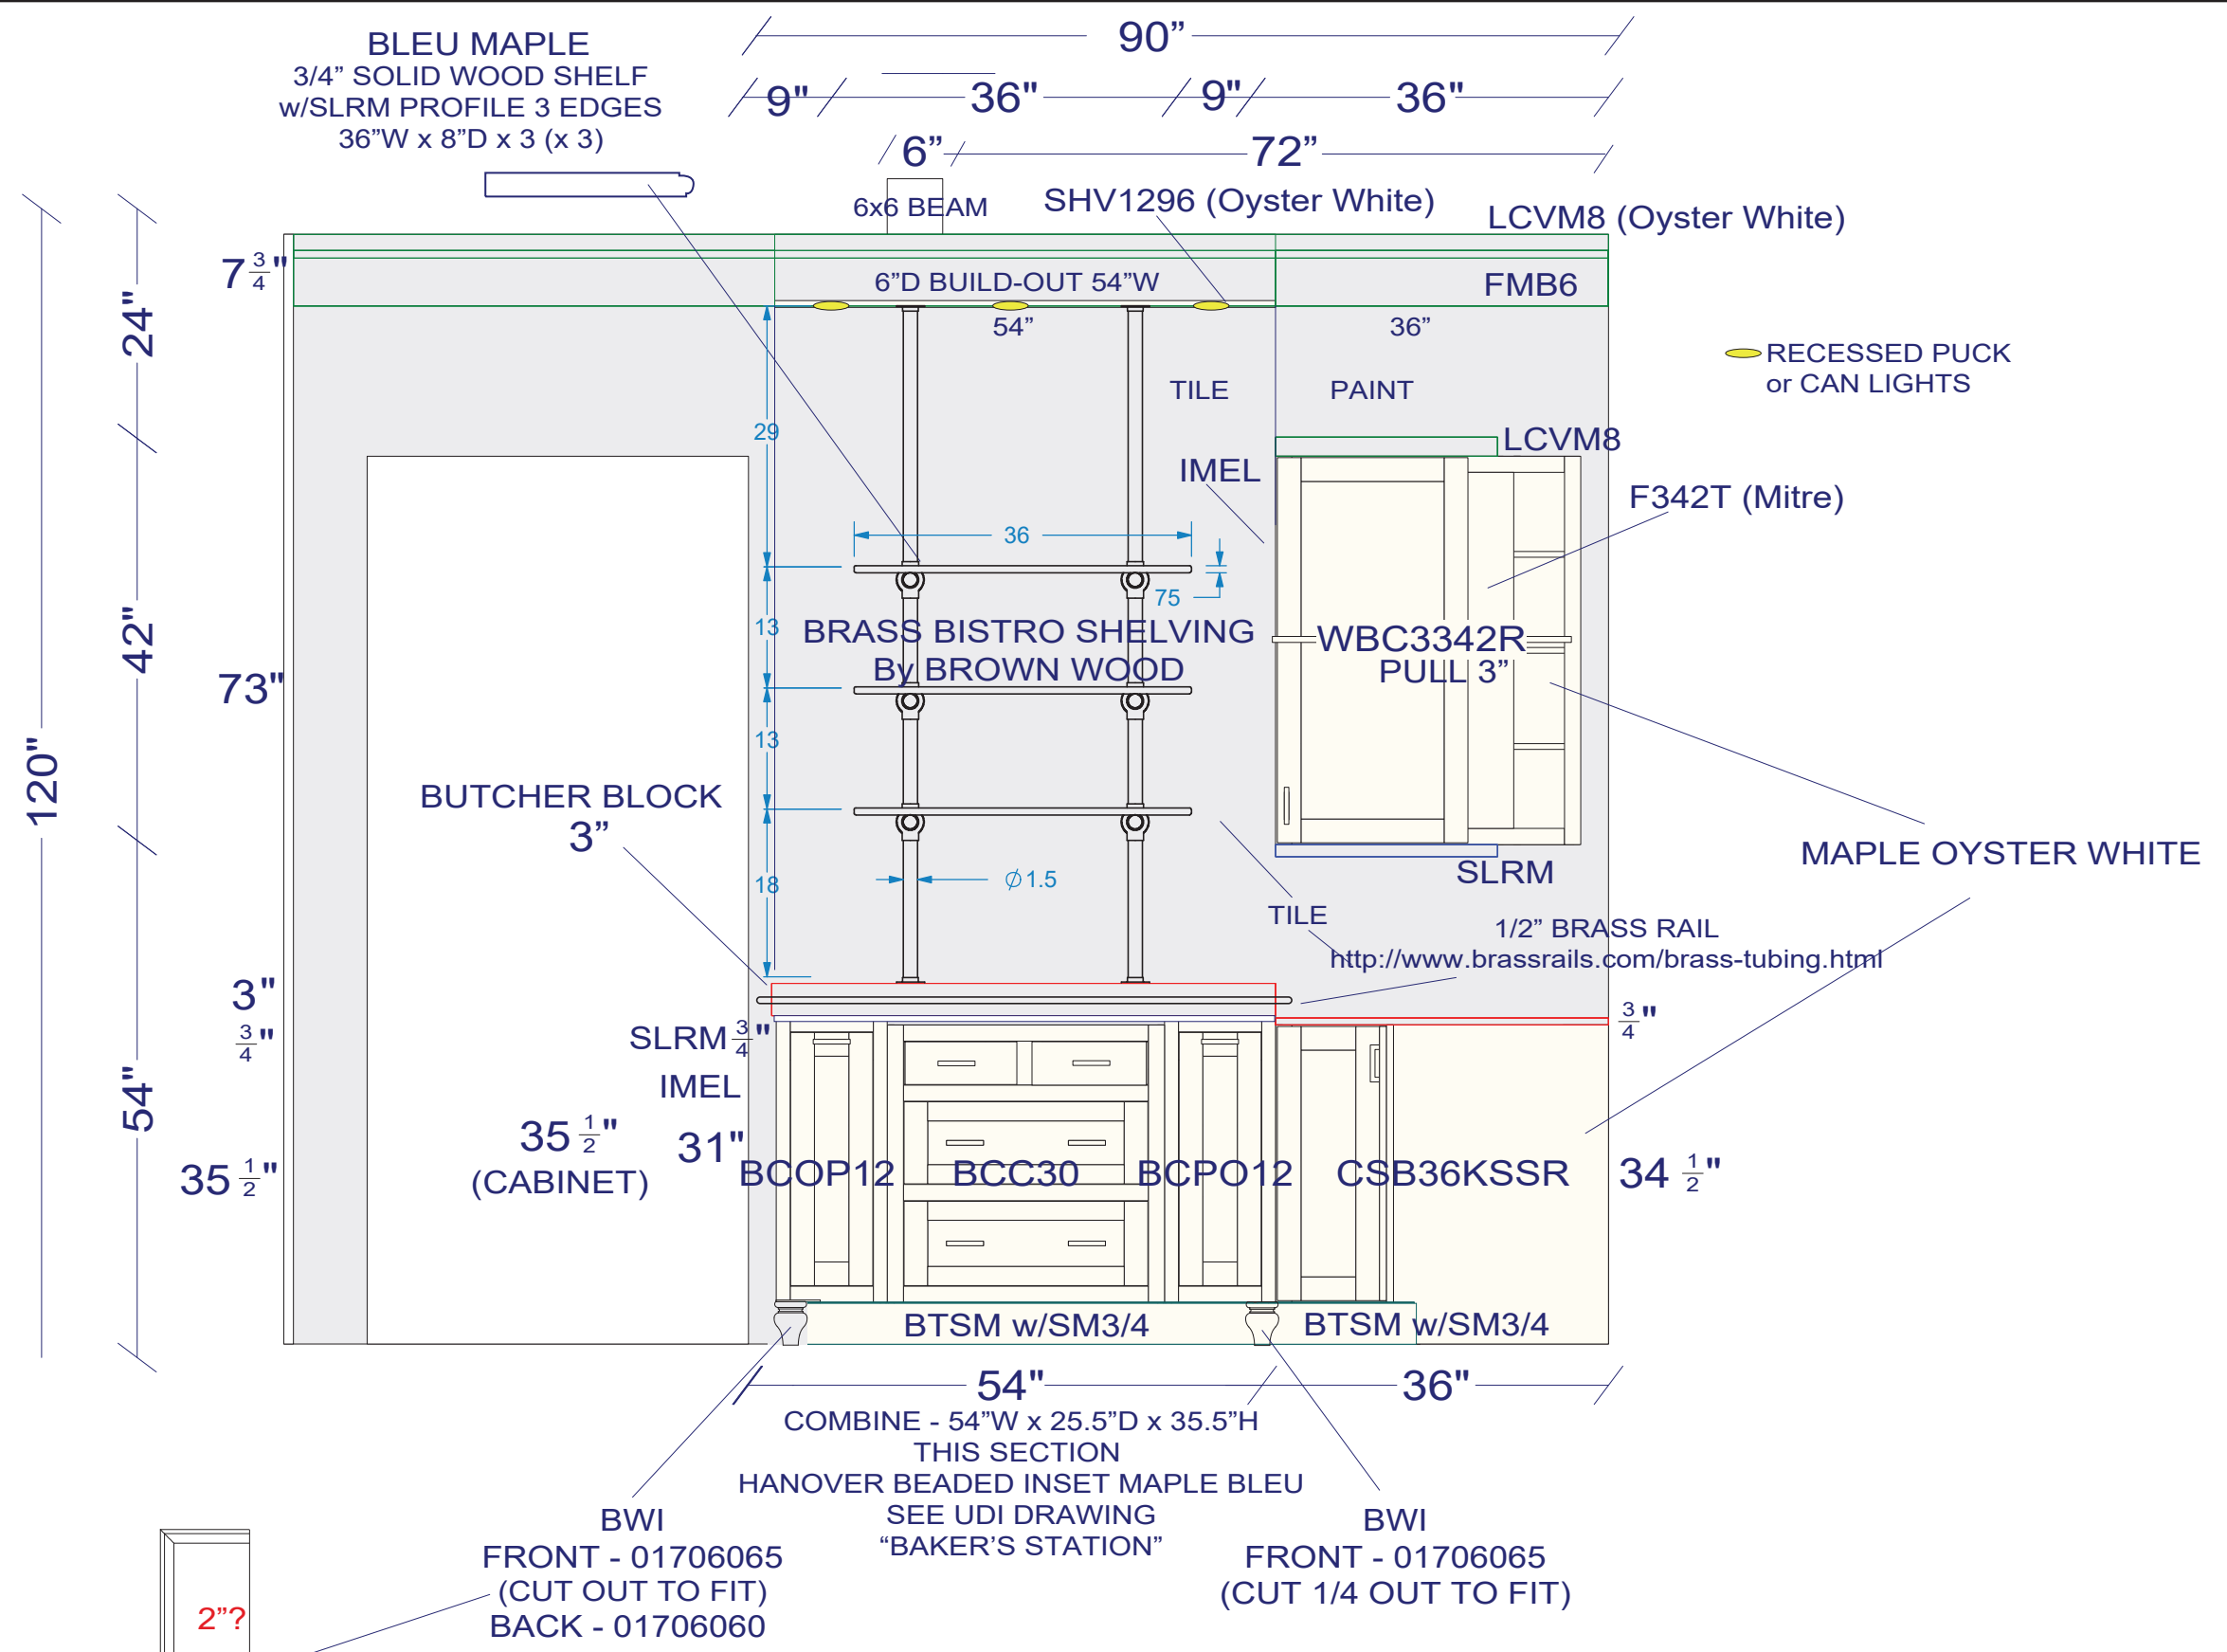 90”
BLEU MAPLE
3/4” SOLID WOOD SHELF
w/SLRM PROFILE 3 EDGES
36”W x 8”D x 3 (x 3)
9" 36" 9" 36"
6” 72”
6x6 BEAM
SHV1296 (Oyster White)
LCVM8 (Oyster White)
7 3/4"
6”D BUILD-OUT 54”W
FMB6
54”
36”
24"
RECESSED PUCK
or CAN LIGHTS
TILE
PAINT
29
LCVM8
IMEL
F342T (Mitre)
36
75
42"
13
BRASS BISTRO SHELVING
By BROWN WOOD
WBC3342R
PULL 3”
73"
13
120"
BUTCHER BLOCK
3”
MAPLE OYSTER WHITE
SLRM
18
Ø1.5
TILE
1/2” BRASS RAIL
http://www.brassrails.com/brass-tubing.html
3"
3/4"
SLRM 3/4"
3/4"
IMEL
54"
35 1/2"
(CABINET)
31"
35 1/2"
BCOP12
BCC30
BCPO12
CSB36KSSR
34 1/2"
BTSM w/SM3/4
BTSM w/SM3/4
54" 36"
COMBINE - 54”W x 25.5”D x 35.5”H
THIS SECTION
HANOVER BEADED INSET MAPLE BLEU
SEE UDI DRAWING
“BAKER’S STATION”
BWI
FRONT - 01706065
(CUT OUT TO FIT)
BACK - 01706060
BWI
FRONT - 01706065
(CUT 1/4 OUT TO FIT)
2”?